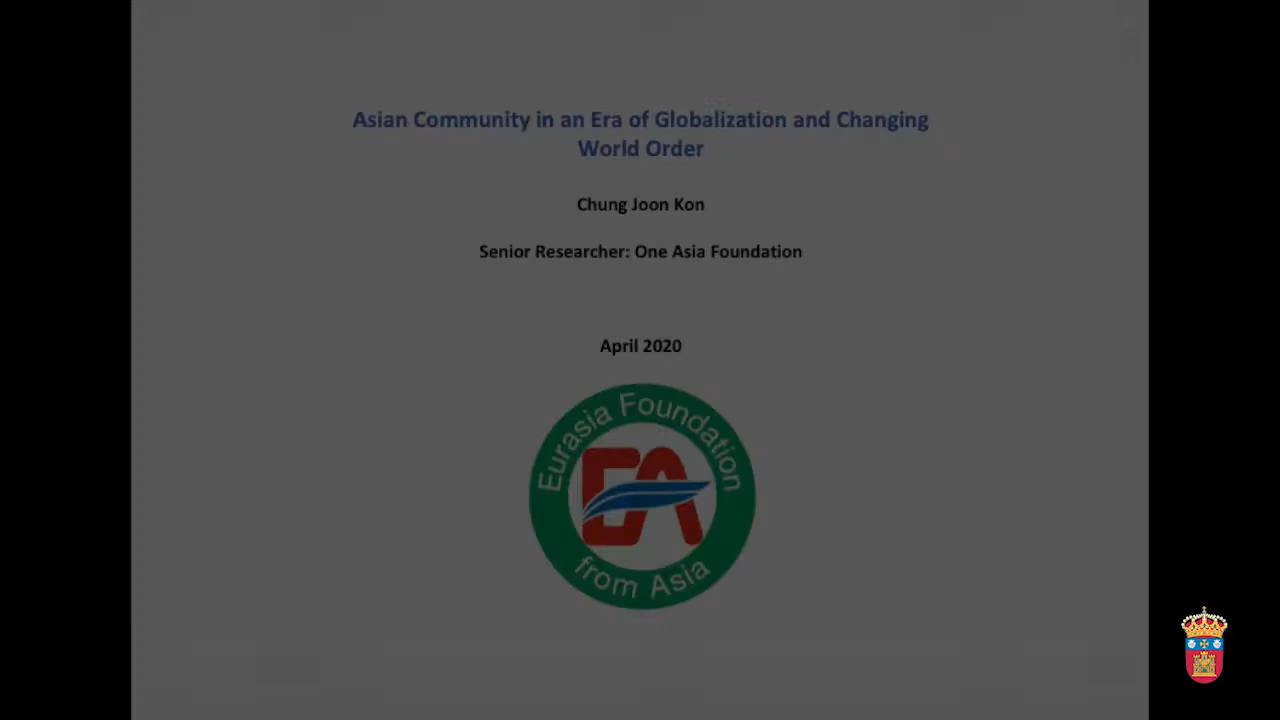 Asian Community in an Era of Globalization and Changing
World Order
Chung Joon Kon
Senior Researcher: One Asia Foundation
April 2020
Eurasia Foundation
EA
from Asia